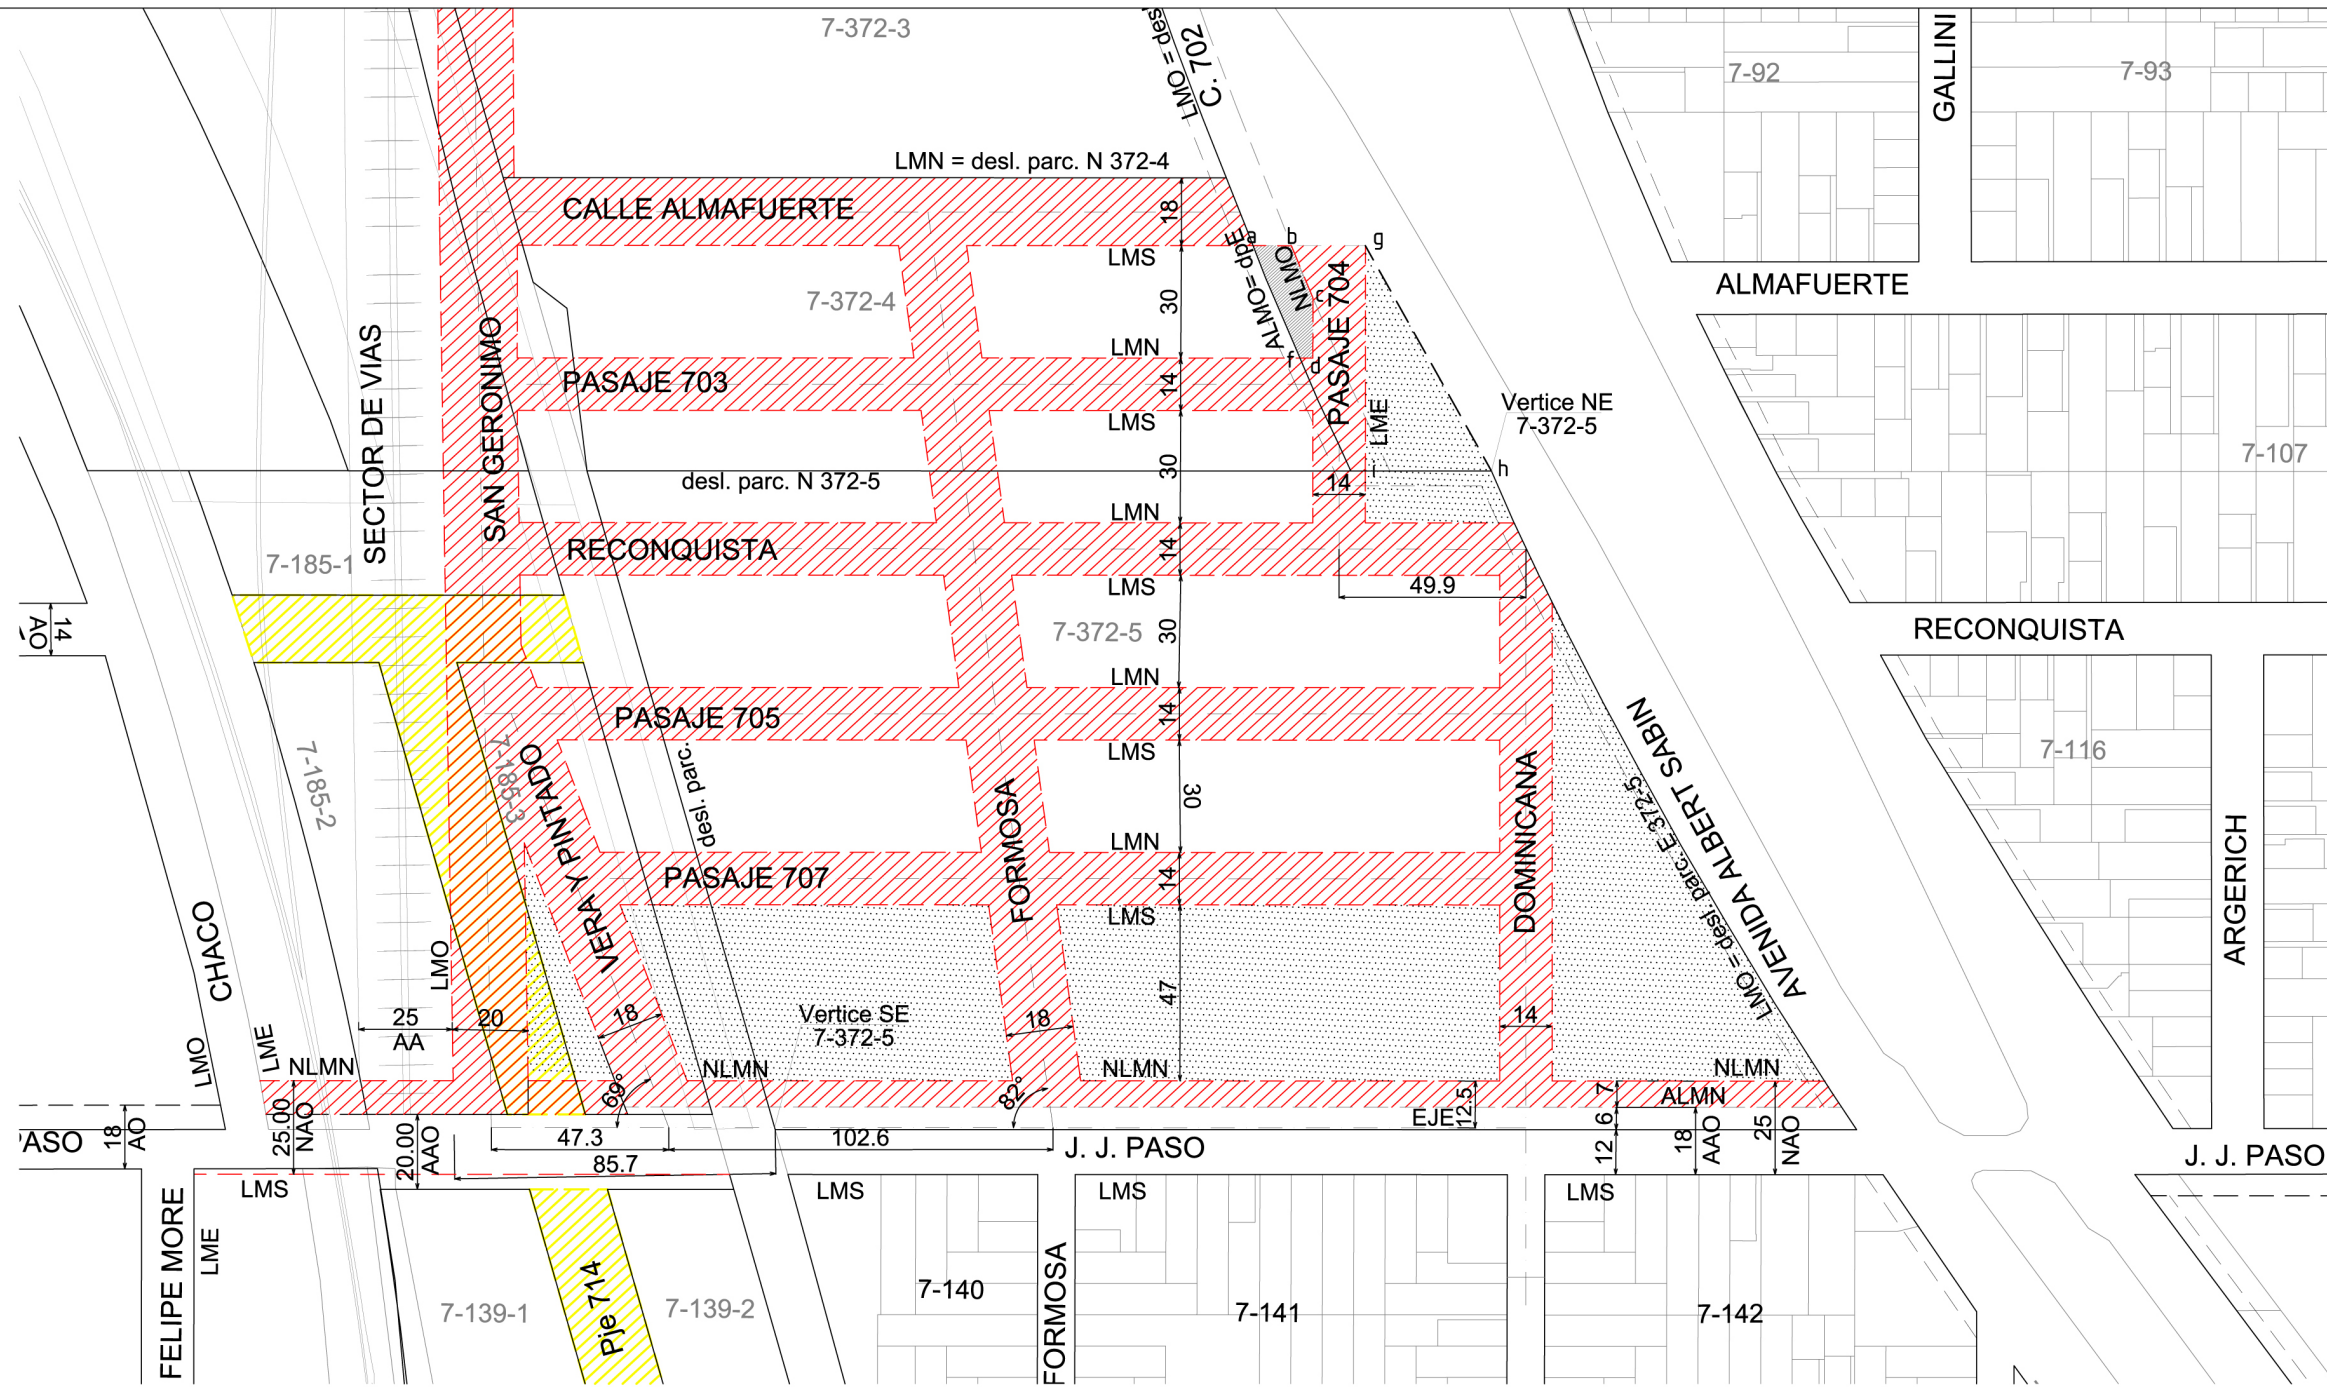 7-372-3
LMO = desl
C. 702
GALLINI
7-92
7-93
LMN = desl. parc. N 372-4
CALLE ALMAFUERTE
18
a
b
g
LMS
ALMO= dpE
NLMO
ALMAFUERTE
7-372-4
30
c
PASAJE 704
SECTOR DE VIAS
SAN GERONIMO
LMN
f
d
PASAJE 703
14
LME
Vertice NE
7-372-5
LMS
7-107
desl. parc. N 372-5
30
i
h
14
LMN
RECONQUISTA
14
7-185-1
LMS
49.9
14
AO
7-372-5
30
RECONQUISTA
LMN
PASAJE 705
14
7-185-2
7-185-3
VERA Y PINTADO
desl. parc.
LMS
FORMOSA
30
DOMINICANA
AVENIDA ALBERT SABIN
LMO = desl. parc. E 372-5
7-116
ARGERICH
LMN
PASAJE 707
14
LMS
CHACO
LMO
47
25
AA
20
18
Vertice SE
7-372-5
18
14
LMO
LME
NLMN
NLMN
NLMN
NLMN
69°
82°
7
ALMN
EJE
12.5
6
PASO
18
AO
25.00
NAO
20.00
AAO
47.3
102.6
85.7
J. J. PASO
12
18
AAO
25
NAO
J. J. PASO
LMS
LMS
LMS
LMS
FELIPE MORE
LME
7-139-1
Pje 714
7-139-2
7-140
FORMOSA
7-141
7-142